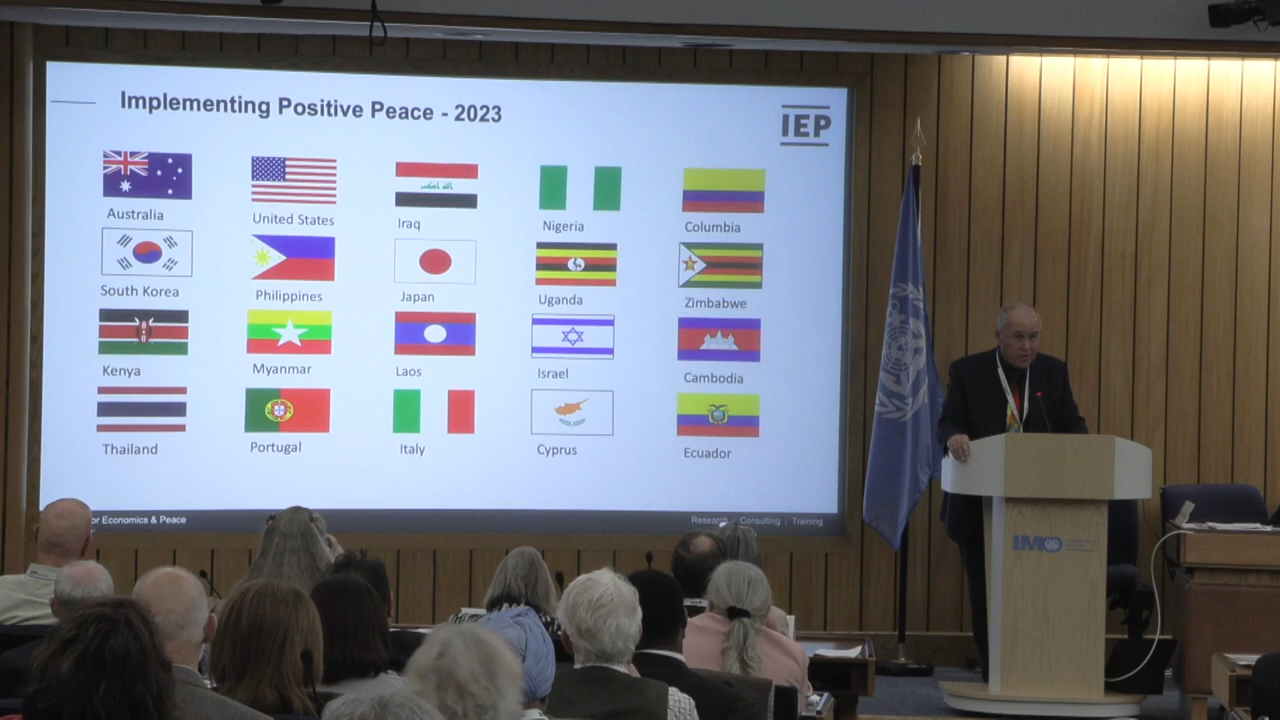 Implementing Positive Peace - 2023
IEP
Australia United States Iraq Nigeria Columbia
South Korea Philippines Japan Uganda Zimbabwe
Kenya Myanmar Laos Israel Cambodia
Thailand Portugal Italy Cyprus Ecuador
for Economics & Peace
Research | Consulting | Training
IMO